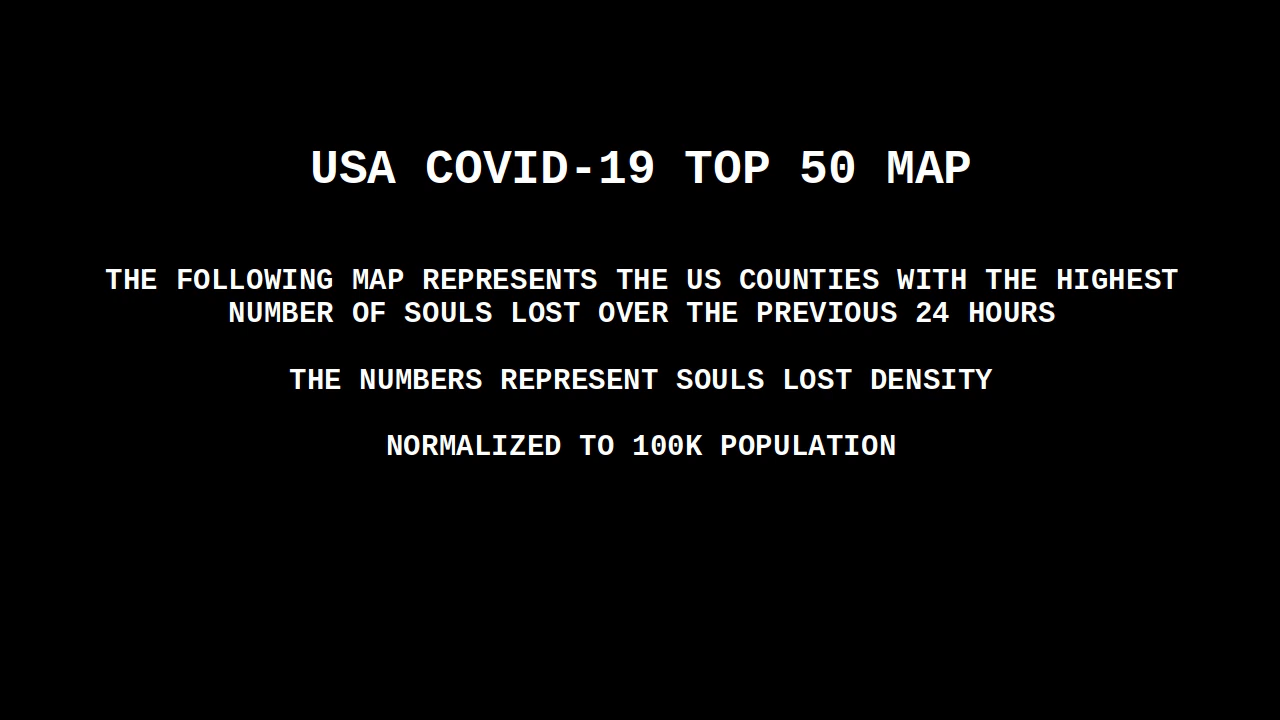 USA COVID-19 TOP 50 MAP
THE FOLLOWING MAP REPRESENTS THE US COUNTIES WITH THE HIGHEST
NUMBER OF SOULS LOST OVER THE PREVIOUS 24 HOURS
THE NUMBERS REPRESENT SOULS LOST DENSITY
NORMALIZED TO 100K POPULATION